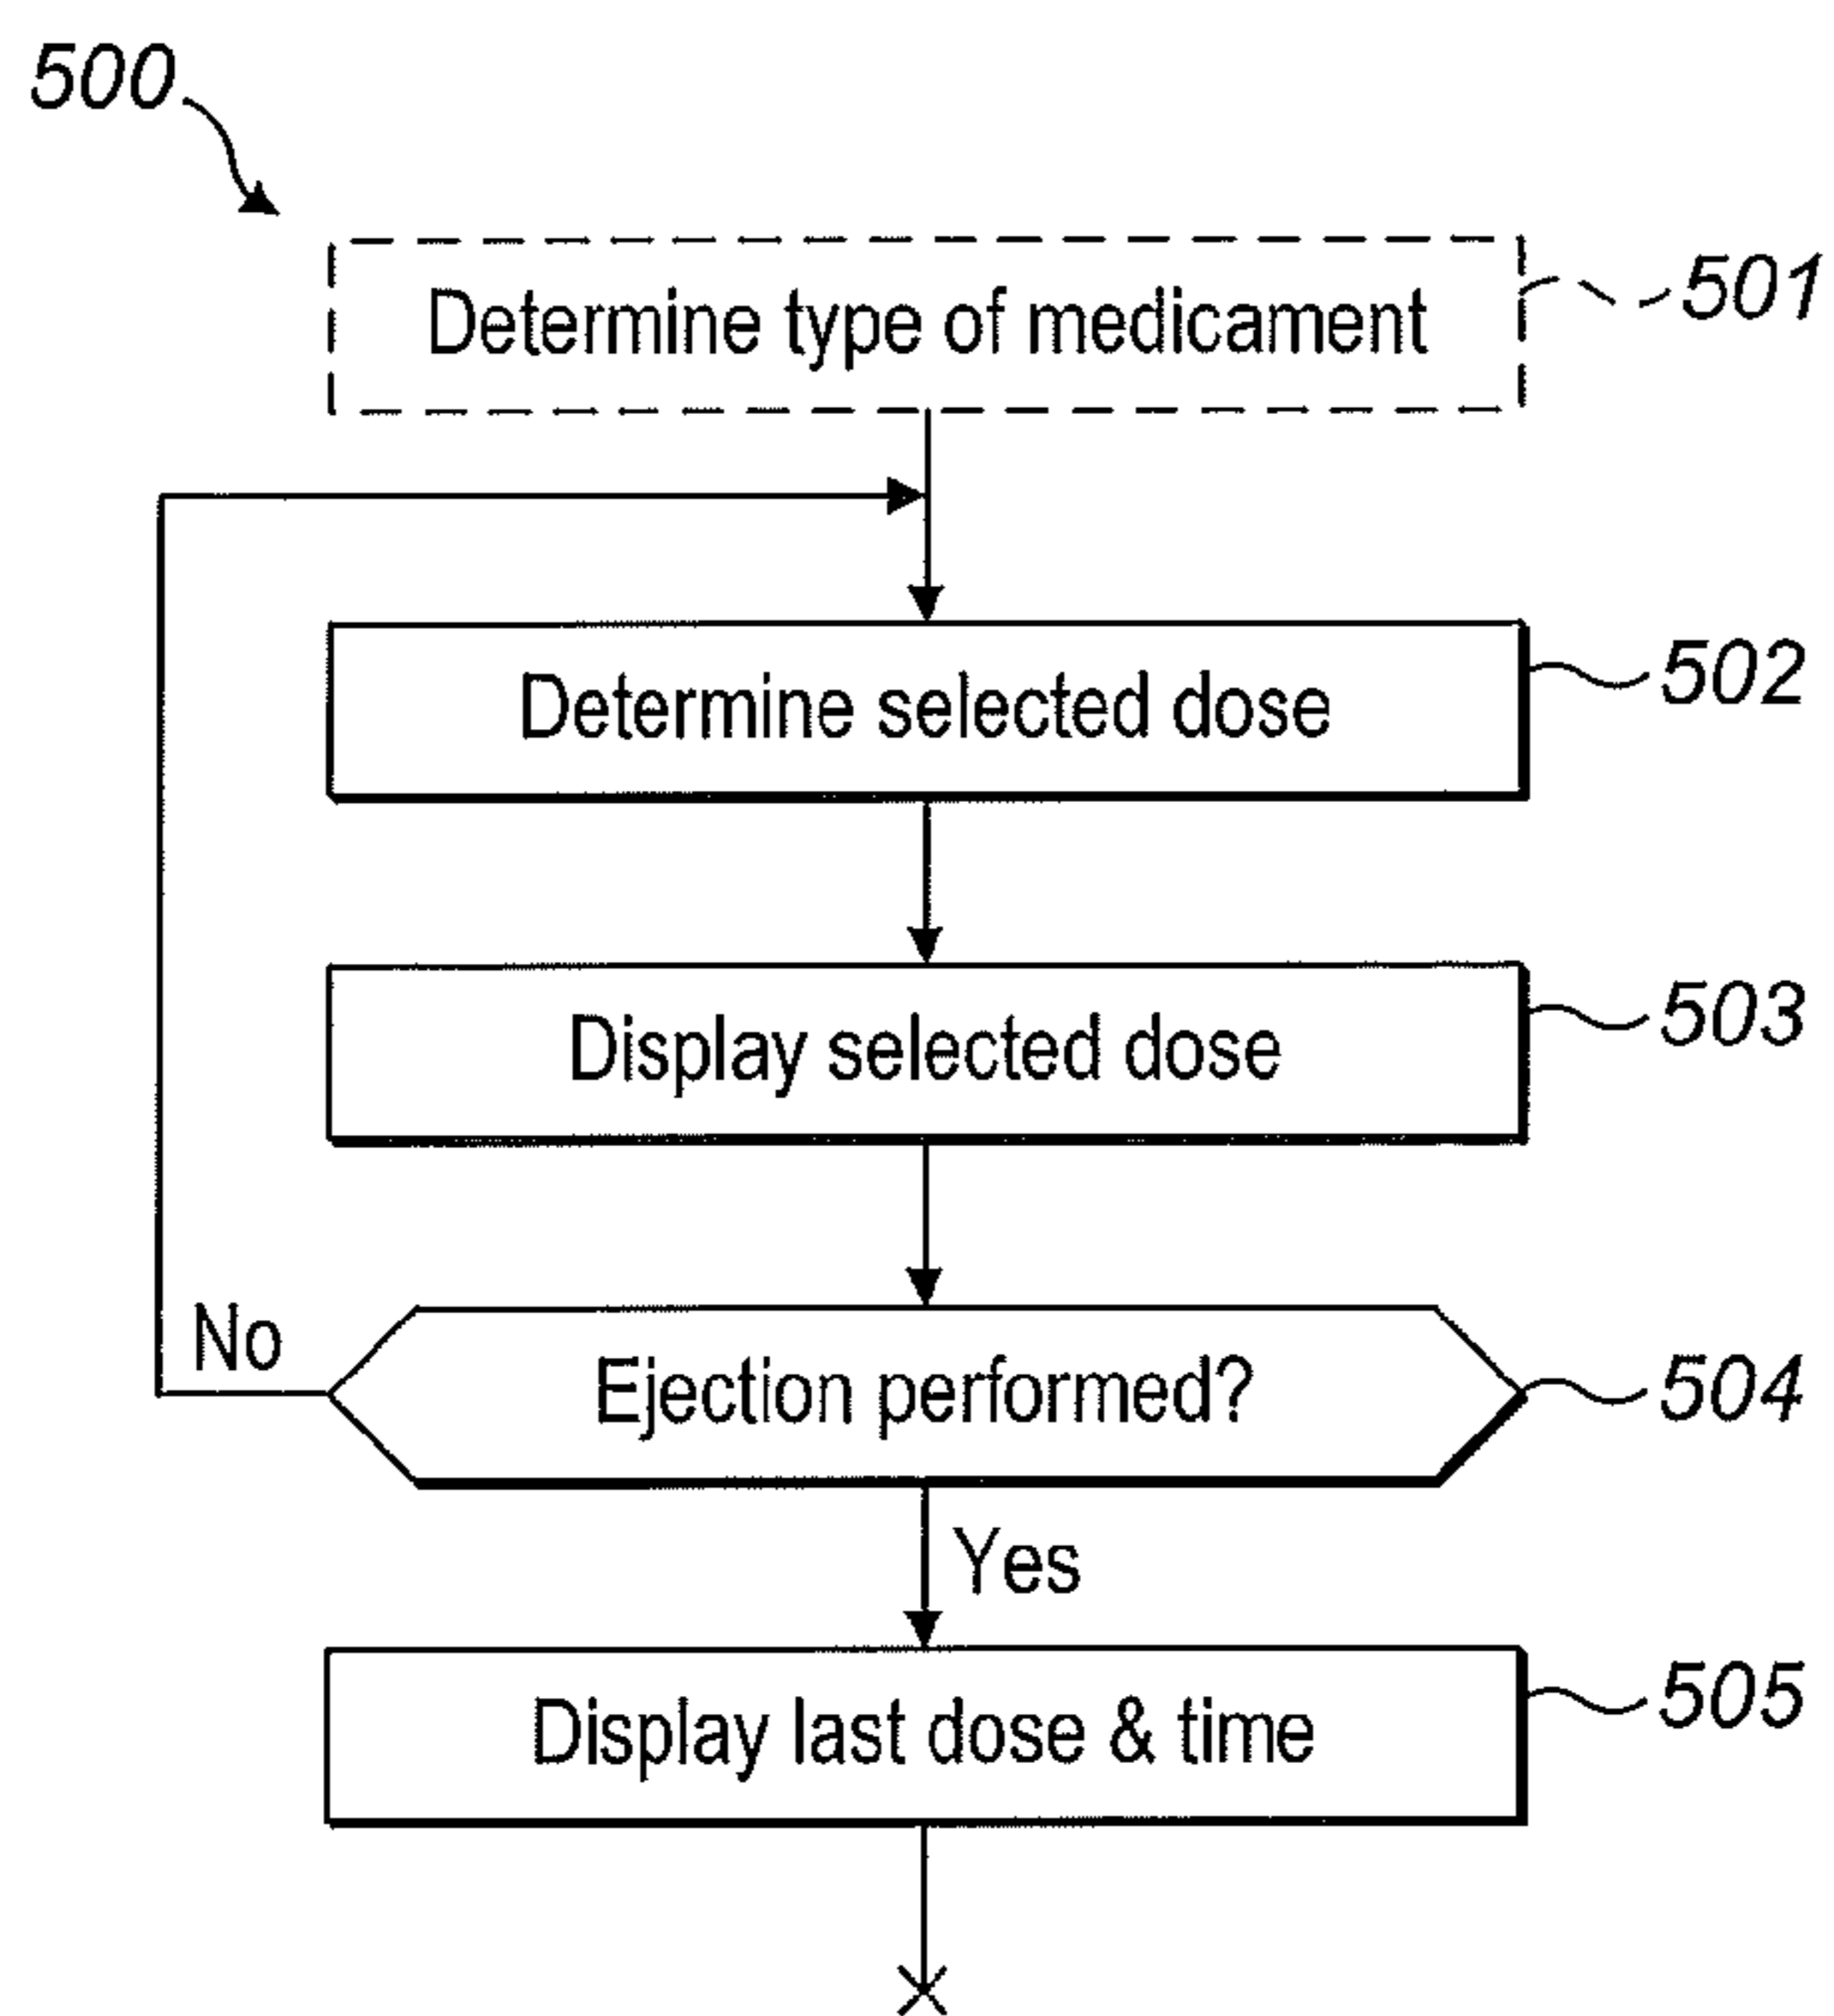 500
Determine type of medicament
501
Determine selected dose
502
Display selected dose
503
No
Ejection performed?
504
Yes
Display last dose & time
505